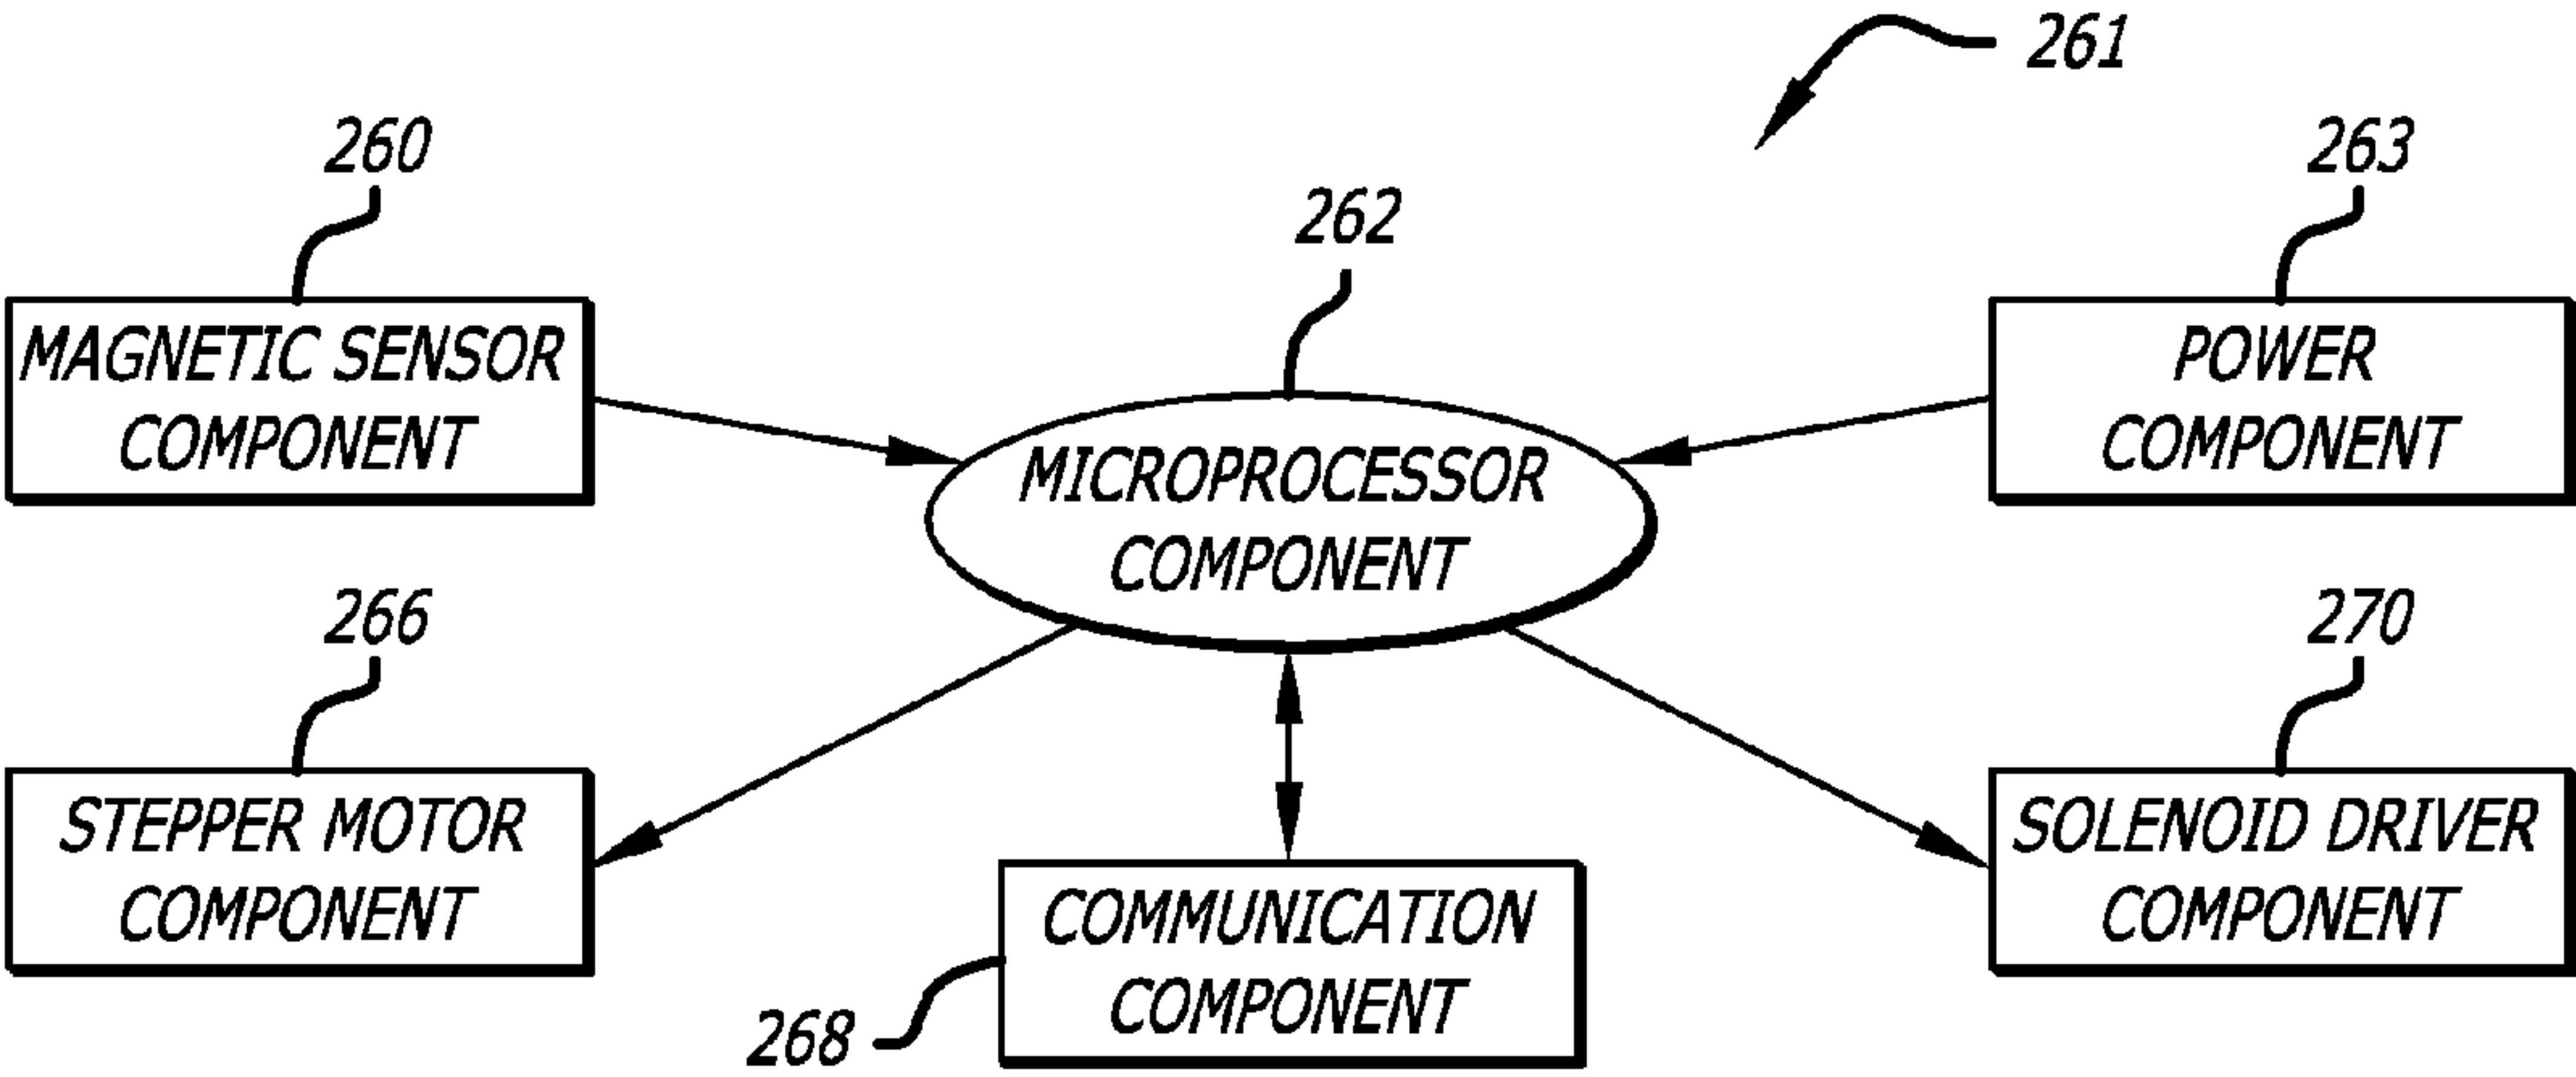 261
260
263
262
MAGNETIC SENSOR
COMPONENT
POWER
COMPONENT
MICROPROCESSOR
COMPONENT
266
270
STEPPER MOTOR
COMPONENT
SOLENOID DRIVER
COMPONENT
COMMUNICATION
COMPONENT
268